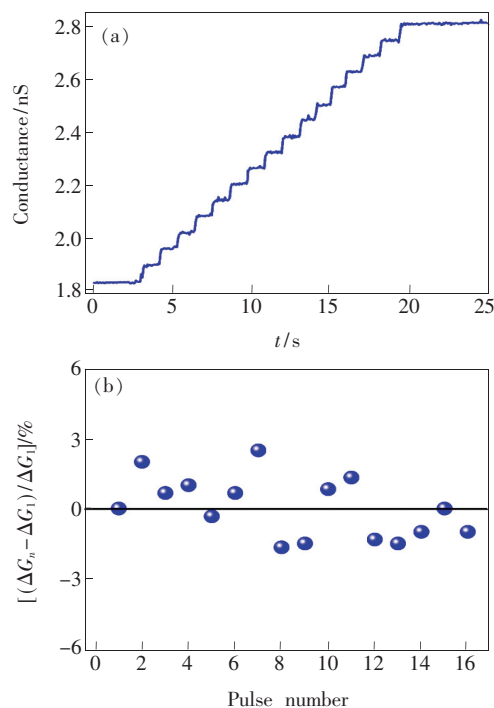 (a)
Conductance/nS
2.8
2.6
2.4
2.2
2.0
1.8
0 5 10 15 20 25
t/s
(b)
[(ΔGn−ΔG1)/ΔG1]/%
6
3
0
−3
−6
0 2 4 6 8 10 12 14 16
Pulse number